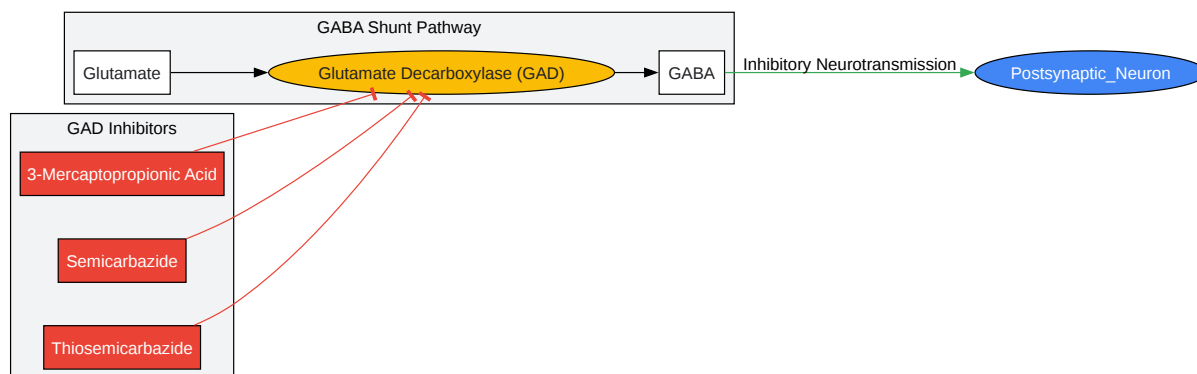 GABA Shunt Pathway
Glutamate
Glutamate Decarboxylase (GAD)
GABA
Inhibitory Neurotransmission
Postsynaptic_Neuron
GAD Inhibitors
3-Mercaptopropionic Acid
Semicarbazide
Thiosemicarbazide